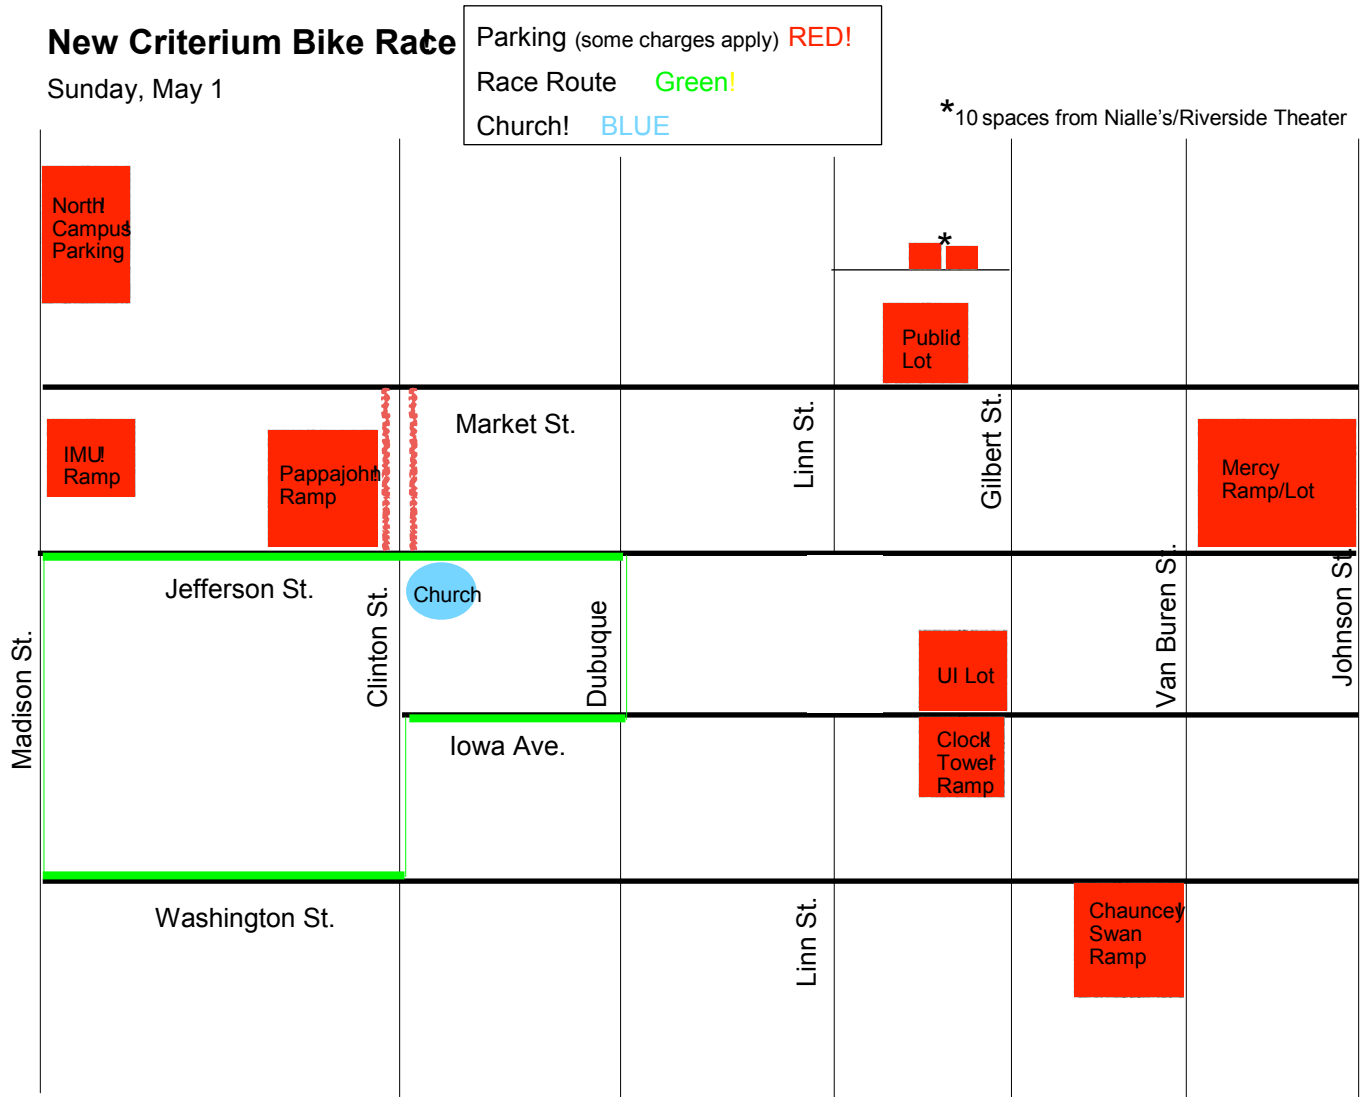 New Criterium Bike Race!
Sunday, May 1
Parking (some charges apply) RED!
Race Route Green!
Church! BLUE
*10 spaces from Nialle's/Riverside Theater
North!
Campus!
Parking
*
Public!
Lot
Market St.
Linn St.
Gilbert St.
IMU!
Ramp
Pappajohn!
Ramp
Mercy
Ramp/Lot
Jefferson St.
Clinton St.
Church
Dubuque
Madison St.
Van Buren St.
Johnson St.
UI Lot
Iowa Ave.
Clock!
Tower!
Ramp
Washington St.
Linn St.
Chauncey!
Swan
Ramp